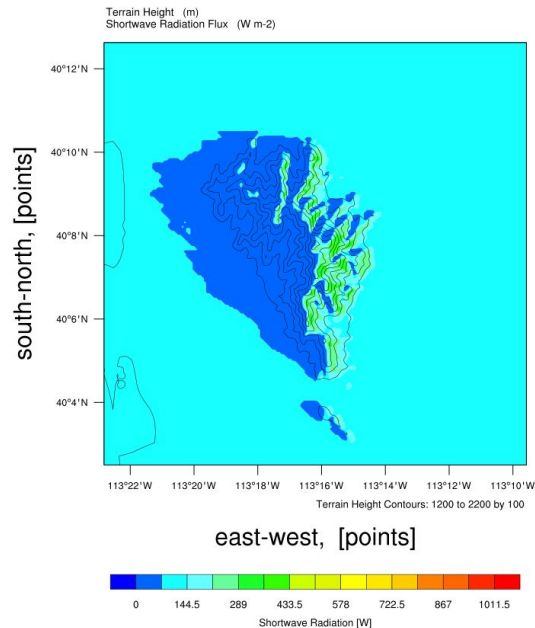 Terrain Height (m)
Shortwave Radiation Flux (W m-2)
40°12'N
40°10'N
40°8'N
40°6'N
40°4'N
south-north, [points]
113°22'W 113°20'W 113°18'W 113°16'W 113°14'W 113°12'W 113°10'W
Terrain Height Contours: 1200 to 2200 by 100
east-west, [points]
0 144.5 289 433.5 578 722.5 867 1011.5
Shortwave Radiation [W]